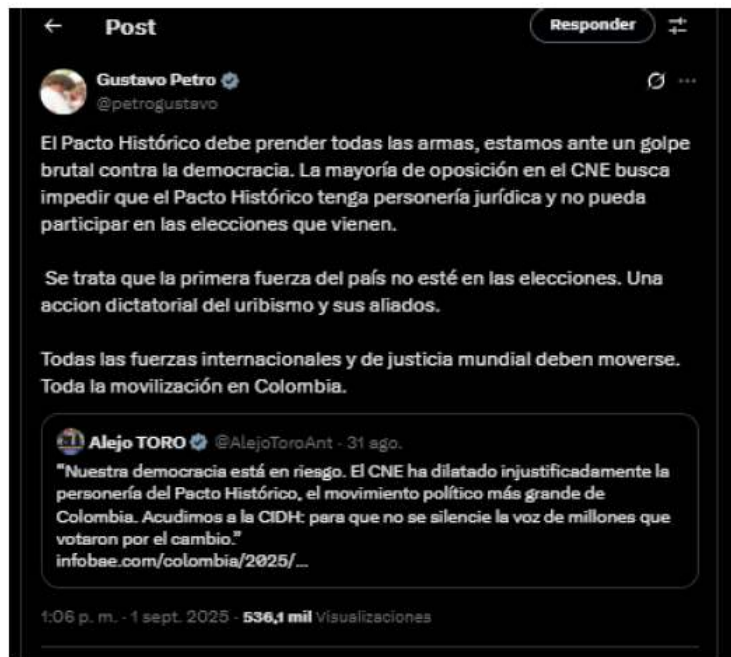 Post
Responder
Gustavo Petro
@petrogustavo
El Pacto Histórico debe prender todas las armas, estamos ante un golpe
brutal contra la democracia. La mayoría de oposición en el CNE busca
impedir que el Pacto Histórico tenga personería jurídica y no pueda
participar en las elecciones que vienen.
Se trata que la primera fuerza del país no esté en las elecciones. Una
accion dictatorial del uribismo y sus aliados.
Todas las fuerzas internacionales y de justicia mundial deben moverse.
Toda la movilización en Colombia.
Alejo TORO @AlejoToroAnt · 31 ago.
"Nuestra democracia está en riesgo. El CNE ha dilatado injustificadamente la
personería del Pacto Histórico, el movimiento político más grande de
Colombia. Acudimos a la CIDH: para que no se silencie la voz de millones que
votaron por el cambio."
infobae.com/colombia/2025/...
1:06 p. m. · 1 sept. 2025 · 536,1 mil Visualizaciones